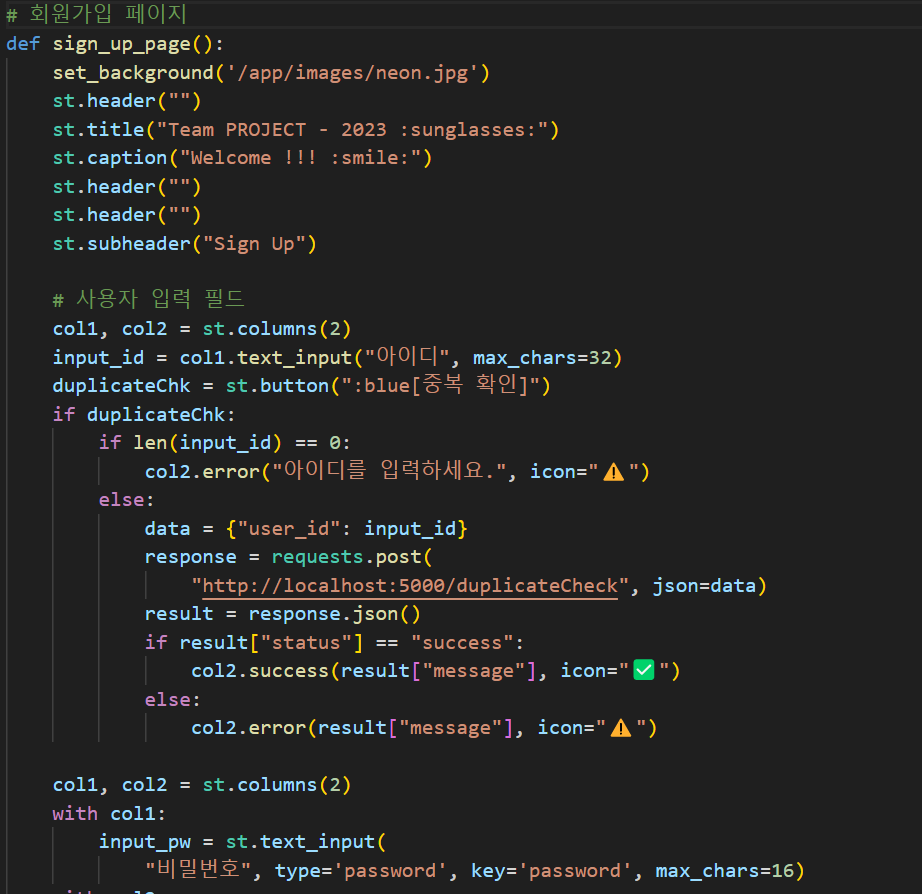 # 회원가입 페이지
def sign_up_page():
    set_background('/app/images/neon.jpg')
    st.header("")
    st.title("Team PROJECT - 2023 :sunglasses:")
    st.caption("Welcome !!! :smile:")
    st.header("")
    st.header("")
    st.subheader("Sign Up")

    # 사용자 입력 필드
    col1, col2 = st.columns(2)
    input_id = col1.text_input("아이디", max_chars=32)
    duplicateChk = st.button(":blue[중복 확인]")
    if duplicateChk:
        if len(input_id) == 0:
            col2.error("아이디를 입력하세요.", icon="⚠️")
        else:
            data = {"user_id": input_id}
            response = requests.post(
                "http://localhost:5000/duplicateCheck", json=data)
            result = response.json()
            if result["status"] == "success":
                col2.success(result["message"], icon="✅")
            else:
                col2.error(result["message"], icon="⚠️")

    col1, col2 = st.columns(2)
    with col1:
        input_pw = st.text_input(
            "비밀번호", type='password', key='password', max_chars=16)